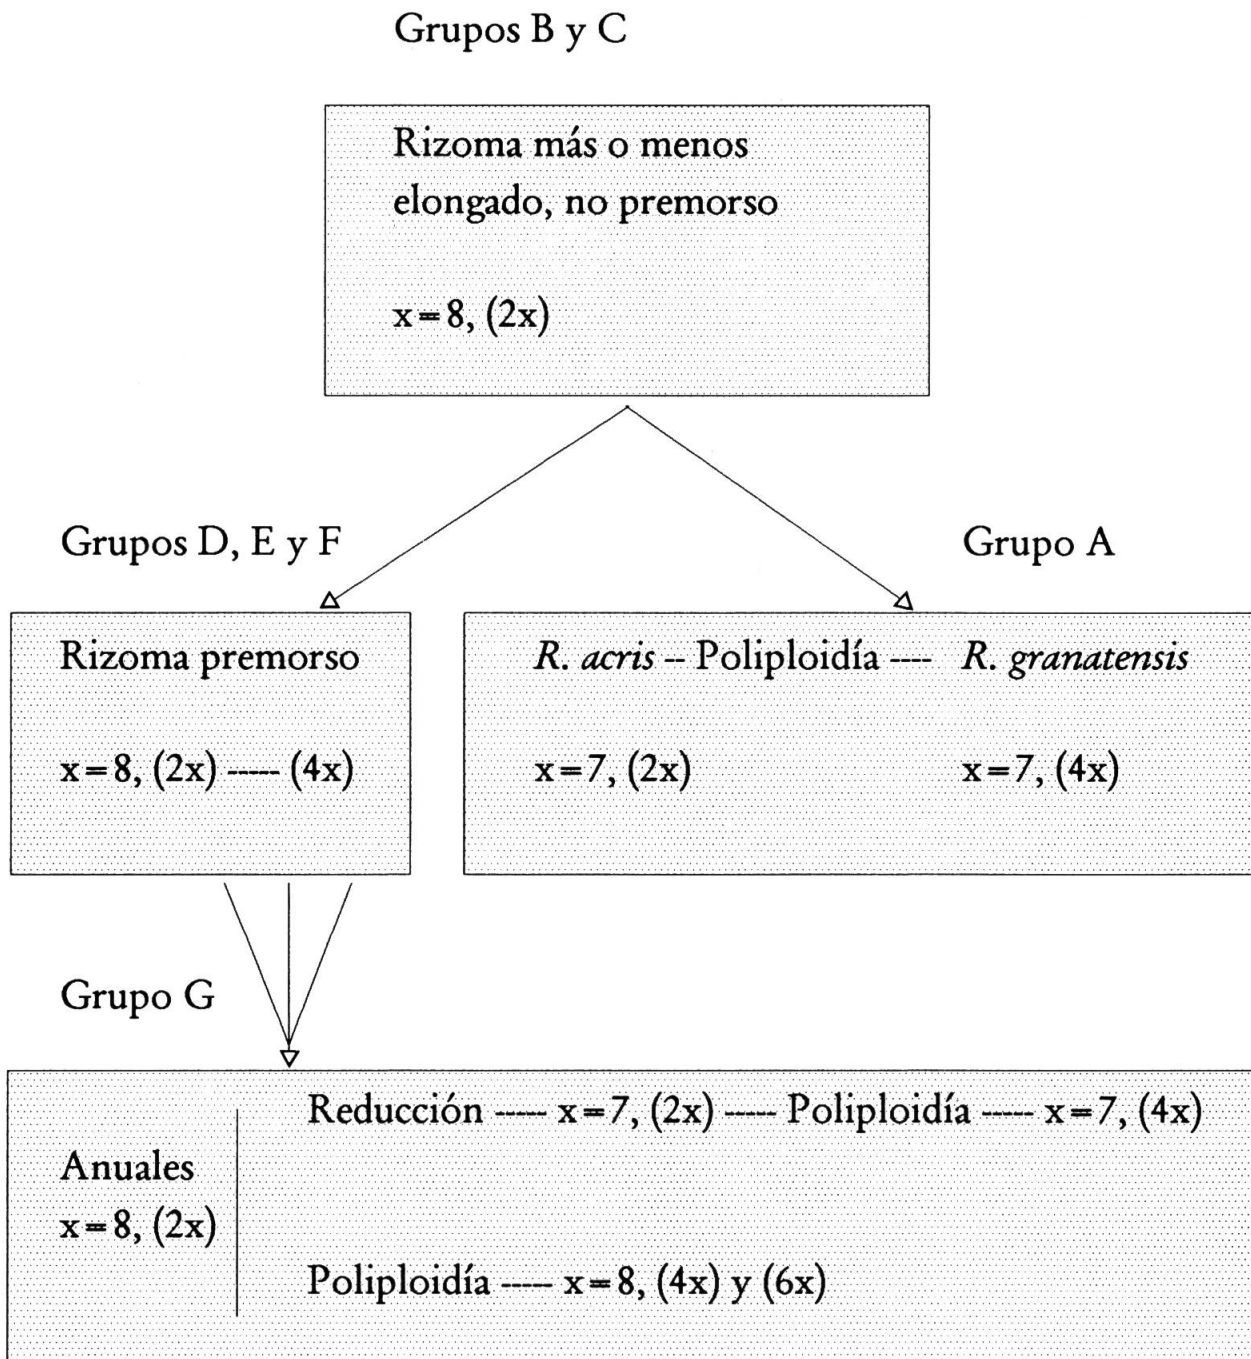 Grupos B y C
Rizoma más o menos
elongado, no premorso
x=8, (2x)
Grupos D, E y F
Rizoma premorso
x=8, (2x) ----- (4x)
Grupo A
R. acris -- Poliploidía ---- R. granatensis
x=7, (2x) x=7, (4x)
Grupo G
Reducción ----- x=7, (2x) ----- Poliploidía ----- x=7, (4x)
Anuales
x=8, (2x)
Poliploidía ----- x=8, (4x) y (6x)